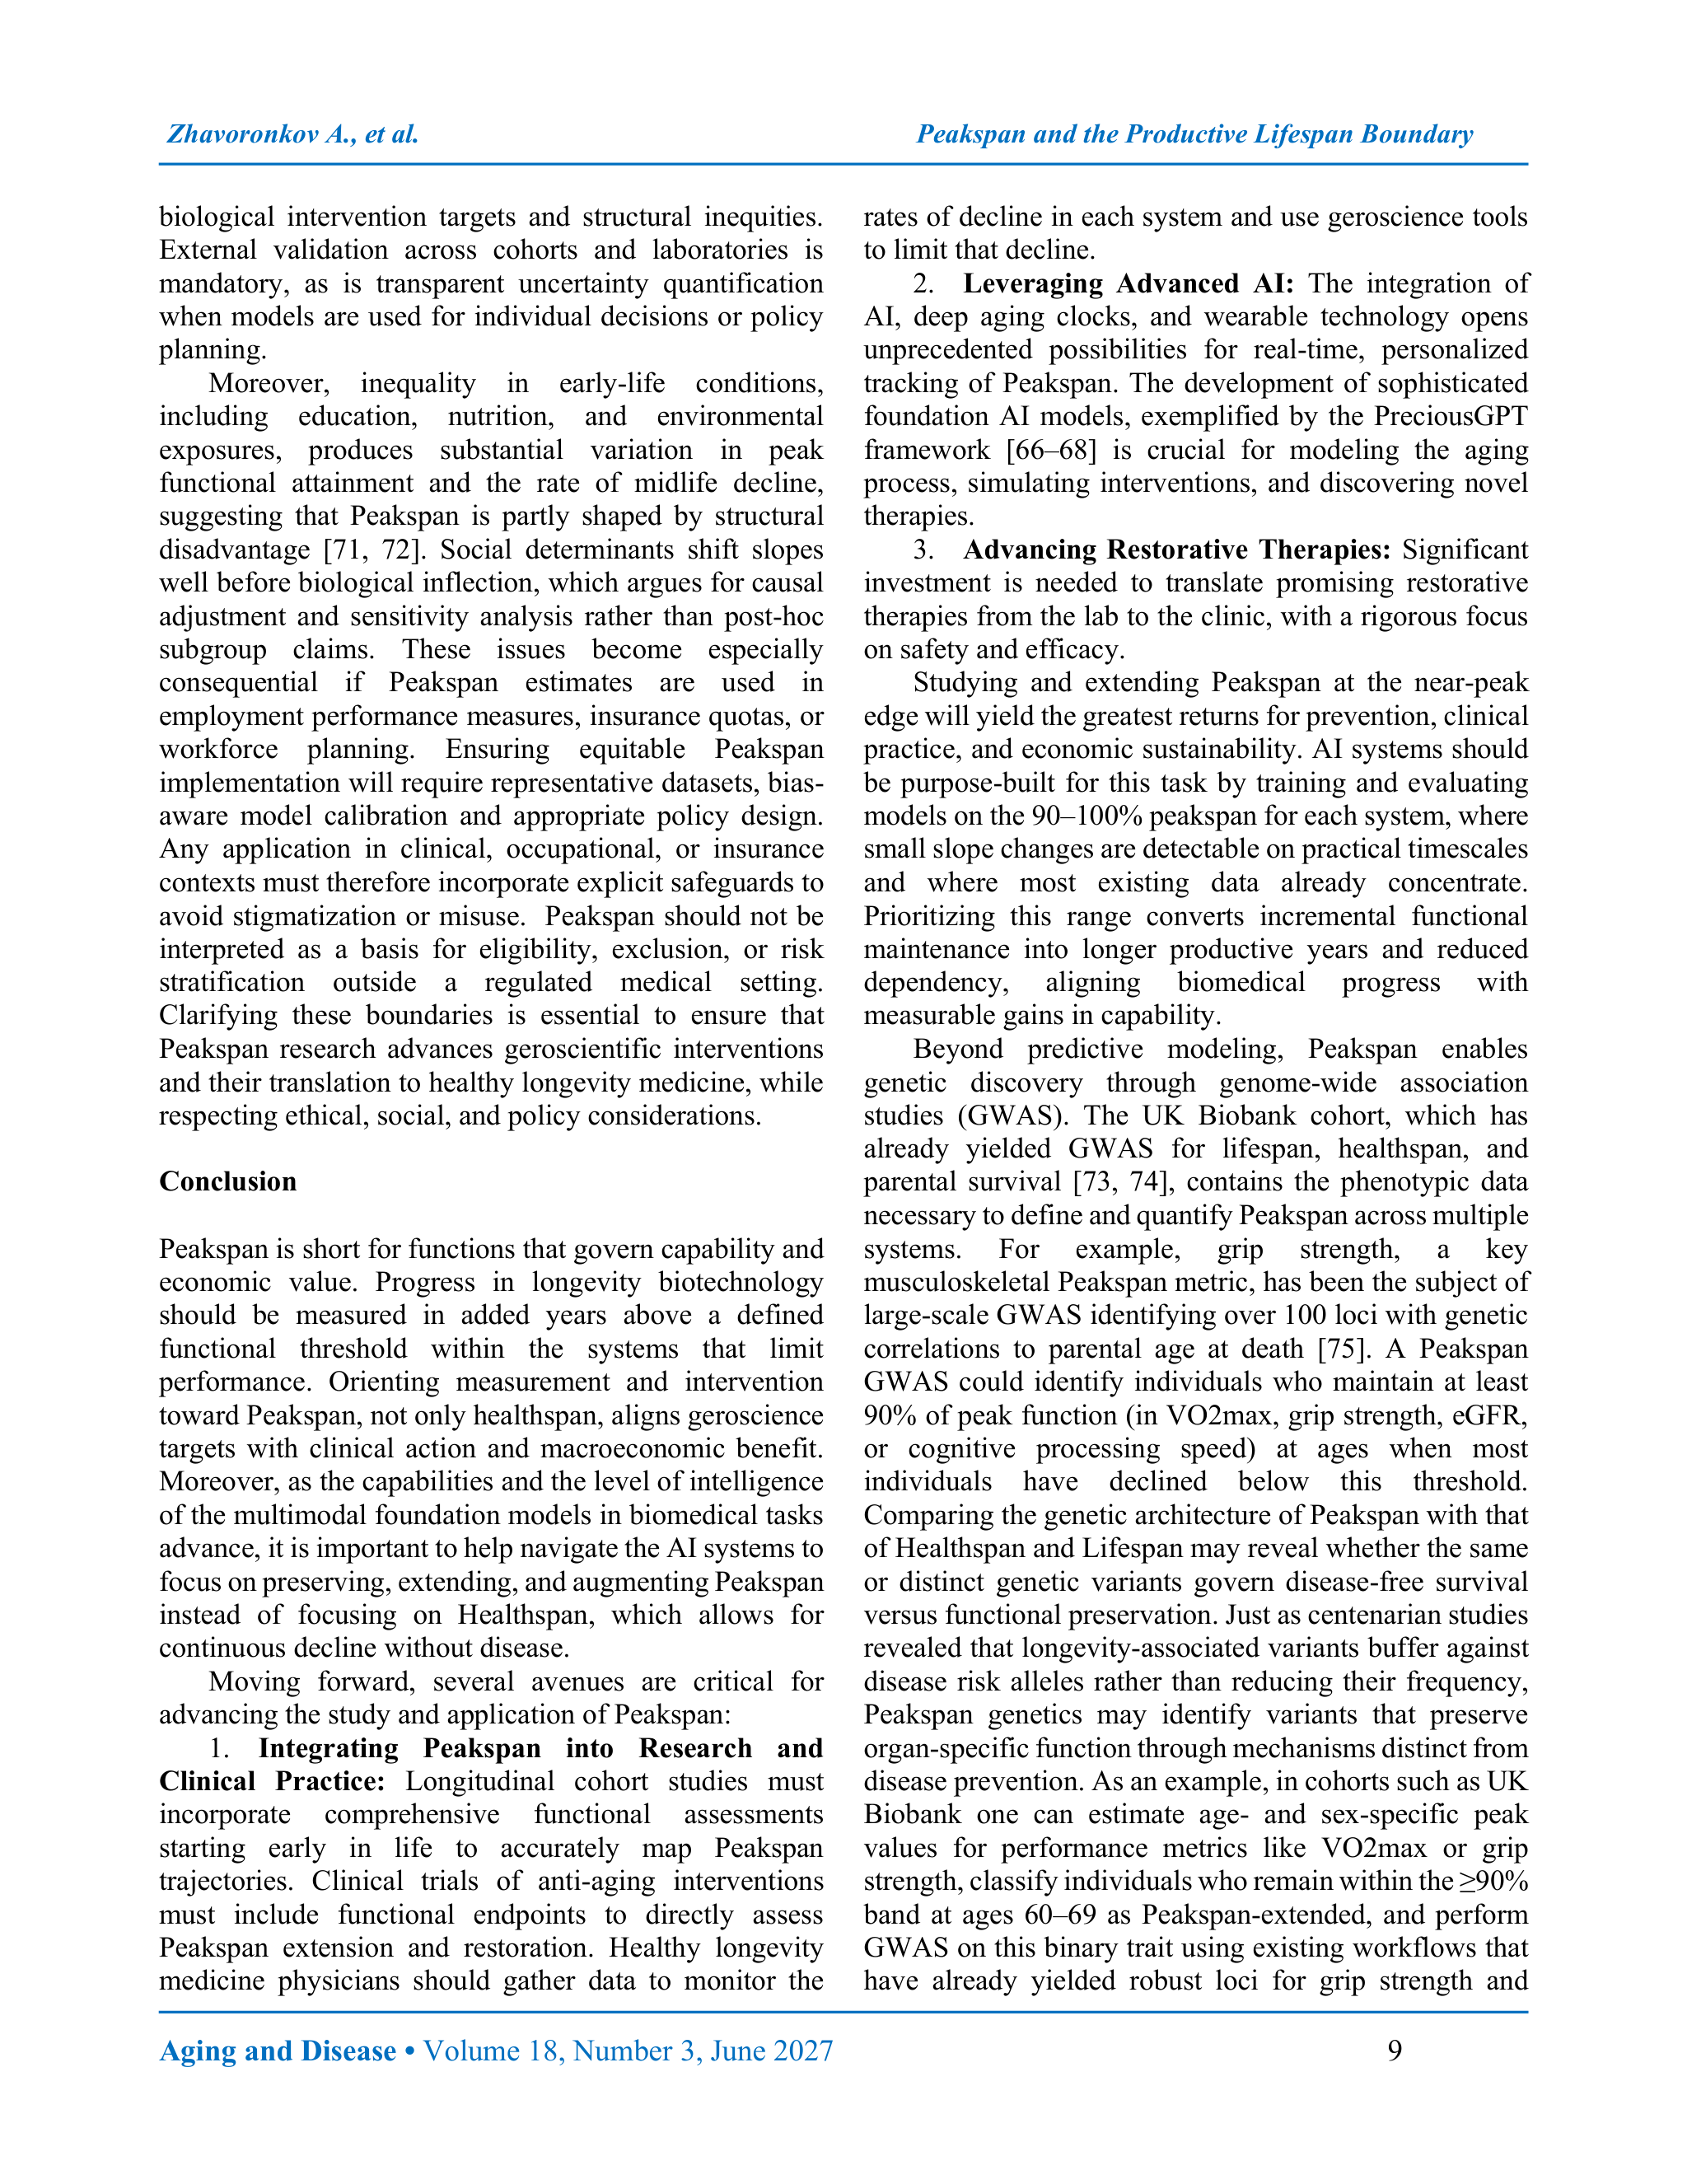 Zhavoronkov A., et al.
Peakspan and the Productive Lifespan Boundary
biological intervention targets and structural inequities.
External validation across cohorts and laboratories is
mandatory, as is transparent uncertainty quantification
when models are used for individual decisions or policy
planning.
Moreover, inequality in early-life conditions,
including education, nutrition, and environmental
exposures, produces substantial variation in peak
functional attainment and the rate of midlife decline,
suggesting that Peakspan is partly shaped by structural
disadvantage [71, 72]. Social determinants shift slopes
well before biological inflection, which argues for causal
adjustment and sensitivity analysis rather than post-hoc
subgroup claims. These issues become especially
consequential if Peakspan estimates are used in
employment performance measures, insurance quotas, or
workforce planning. Ensuring equitable Peakspan
implementation will require representative datasets, bias-
aware model calibration and appropriate policy design.
Any application in clinical, occupational, or insurance
contexts must therefore incorporate explicit safeguards to
avoid stigmatization or misuse. Peakspan should not be
interpreted as a basis for eligibility, exclusion, or risk
stratification outside a regulated medical setting.
Clarifying these boundaries is essential to ensure that
Peakspan research advances geroscientific interventions
and their translation to healthy longevity medicine, while
respecting ethical, social, and policy considerations.
Conclusion
Peakspan is short for functions that govern capability and
economic value. Progress in longevity biotechnology
should be measured in added years above a defined
functional threshold within the systems that limit
performance. Orienting measurement and intervention
toward Peakspan, not only healthspan, aligns geroscience
targets with clinical action and macroeconomic benefit.
Moreover, as the capabilities and the level of intelligence
of the multimodal foundation models in biomedical tasks
advance, it is important to help navigate the AI systems to
focus on preserving, extending, and augmenting Peakspan
instead of focusing on Healthspan, which allows for
continuous decline without disease.
Moving forward, several avenues are critical for
advancing the study and application of Peakspan:
1. Integrating Peakspan into Research and
Clinical Practice: Longitudinal cohort studies must
incorporate comprehensive functional assessments
starting early in life to accurately map Peakspan
trajectories. Clinical trials of anti-aging interventions
must include functional endpoints to directly assess
Peakspan extension and restoration. Healthy longevity
medicine physicians should gather data to monitor the
rates of decline in each system and use geroscience tools
to limit that decline.
2. Leveraging Advanced AI: The integration of
AI, deep aging clocks, and wearable technology opens
unprecedented possibilities for real-time, personalized
tracking of Peakspan. The development of sophisticated
foundation AI models, exemplified by the PreciousGPT
framework [66–68] is crucial for modeling the aging
process, simulating interventions, and discovering novel
therapies.
3. Advancing Restorative Therapies: Significant
investment is needed to translate promising restorative
therapies from the lab to the clinic, with a rigorous focus
on safety and efficacy.
Studying and extending Peakspan at the near-peak
edge will yield the greatest returns for prevention, clinical
practice, and economic sustainability. AI systems should
be purpose-built for this task by training and evaluating
models on the 90–100% peakspan for each system, where
small slope changes are detectable on practical timescales
and where most existing data already concentrate.
Prioritizing this range converts incremental functional
maintenance into longer productive years and reduced
dependency, aligning biomedical progress with
measurable gains in capability.
Beyond predictive modeling, Peakspan enables
genetic discovery through genome-wide association
studies (GWAS). The UK Biobank cohort, which has
already yielded GWAS for lifespan, healthspan, and
parental survival [73, 74], contains the phenotypic data
necessary to define and quantify Peakspan across multiple
systems. For example, grip strength, a key
musculoskeletal Peakspan metric, has been the subject of
large-scale GWAS identifying over 100 loci with genetic
correlations to parental age at death [75]. A Peakspan
GWAS could identify individuals who maintain at least
90% of peak function (in VO2max, grip strength, eGFR,
or cognitive processing speed) at ages when most
individuals have declined below this threshold.
Comparing the genetic architecture of Peakspan with that
of Healthspan and Lifespan may reveal whether the same
or distinct genetic variants govern disease-free survival
versus functional preservation. Just as centenarian studies
revealed that longevity-associated variants buffer against
disease risk alleles rather than reducing their frequency,
Peakspan genetics may identify variants that preserve
organ-specific function through mechanisms distinct from
disease prevention. As an example, in cohorts such as UK
Biobank one can estimate age- and sex-specific peak
values for performance metrics like VO2max or grip
strength, classify individuals who remain within the ≥90%
band at ages 60–69 as Peakspan-extended, and perform
GWAS on this binary trait using existing workflows that
have already yielded robust loci for grip strength and
Aging and Disease • Volume 18, Number 3, June 2027
9